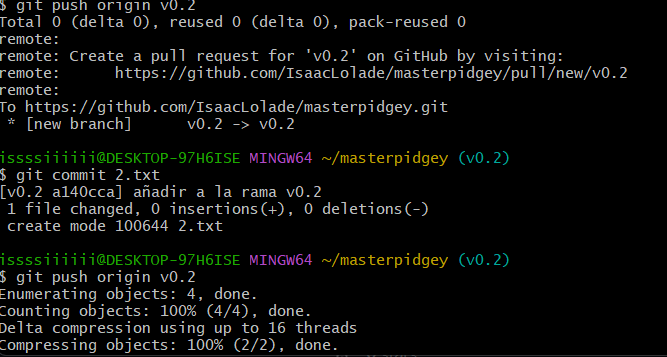 $ git push origin v0.2
Total 0 (delta 0), reused 0 (delta 0), pack-reused 0
remote:
remote: Create a pull request for 'v0.2' on GitHub by visiting:
remote:      https://github.com/IsaacLolade/masterpidgey/pull/new/v0.2
remote:
To https://github.com/IsaacLolade/masterpidgey.git
 * [new branch]      v0.2 -> v0.2
issssiiiiii@DESKTOP-97H6ISE MINGW64 ~/masterpidgey (v0.2)
$ git commit 2.txt
[v0.2 a140cca] añadir a la rama v0.2
 1 file changed, 0 insertions(+), 0 deletions(-)
 create mode 100644 2.txt
issssiiiiii@DESKTOP-97H6ISE MINGW64 ~/masterpidgey (v0.2)
$ git push origin v0.2
Enumerating objects: 4, done.
Counting objects: 100% (4/4), done.
Delta compression using up to 16 threads
Compressing objects: 100% (2/2), done.